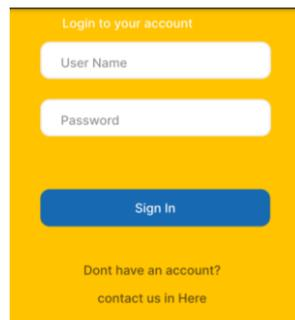 Login to your account
User Name
Password
Sign In
Dont have an account?
contact us in Here